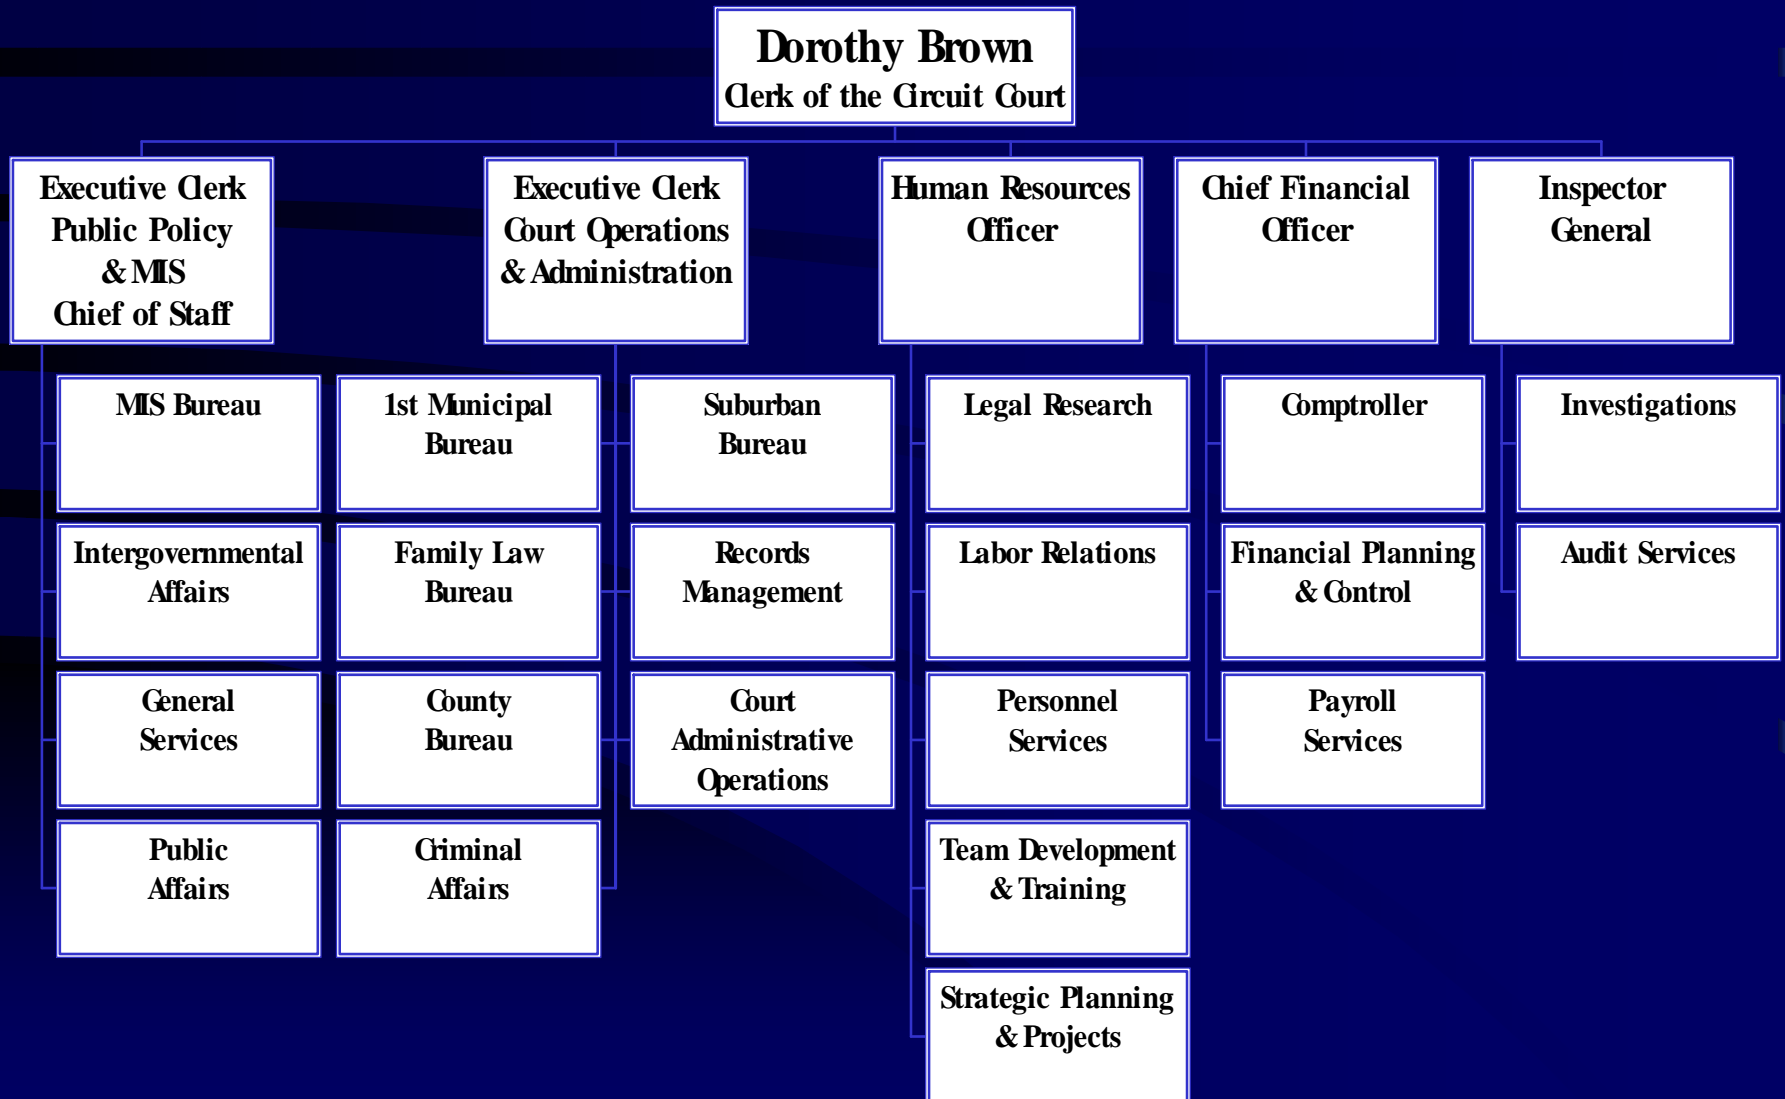 Dorothy Brown
Clerk of the Circuit Court
Executive Clerk
Public Policy
& MIS
Chief of Staff
Executive Clerk
Court Operations
& Administration
Human Resources
Officer
Chief Financial
Officer
Inspector
General
MIS Bureau
Intergovernmental
Affairs
General
Services
Public
Affairs
1st Municipal
Bureau
Family Law
Bureau
County
Bureau
Criminal
Affairs
Suburban
Bureau
Records
Management
Court
Administrative
Operations
Legal Research
Labor Relations
Personnel
Services
Team Development
& Training
Strategic Planning
& Projects
Comptroller
Financial Planning
& Control
Payroll
Services
Investigations
Audit Services